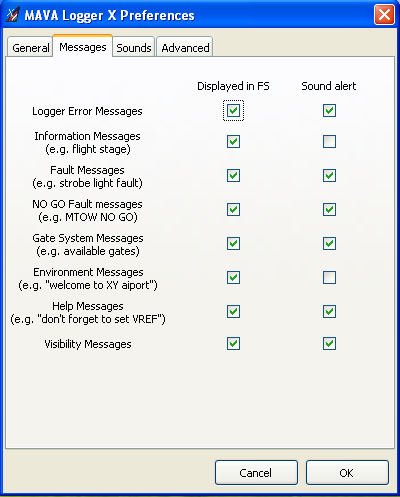 MAVA Logger X Preferences
General Messages Sounds Advanced
Displayed in FS Sound alert
Logger Error Messages
Information Messages
(e.g. flight stage)
Fault Messages
(e.g. strobe light fault)
NO GO Fault messages
(e.g. MTOW NO GO)
Gate System Messages
(e.g. available gates)
Environment Messages
(e.g. "welcome to XY aiport")
Help Messages
(e.g. "don't forget to set VREF")
Visibility Messages
Cancel OK